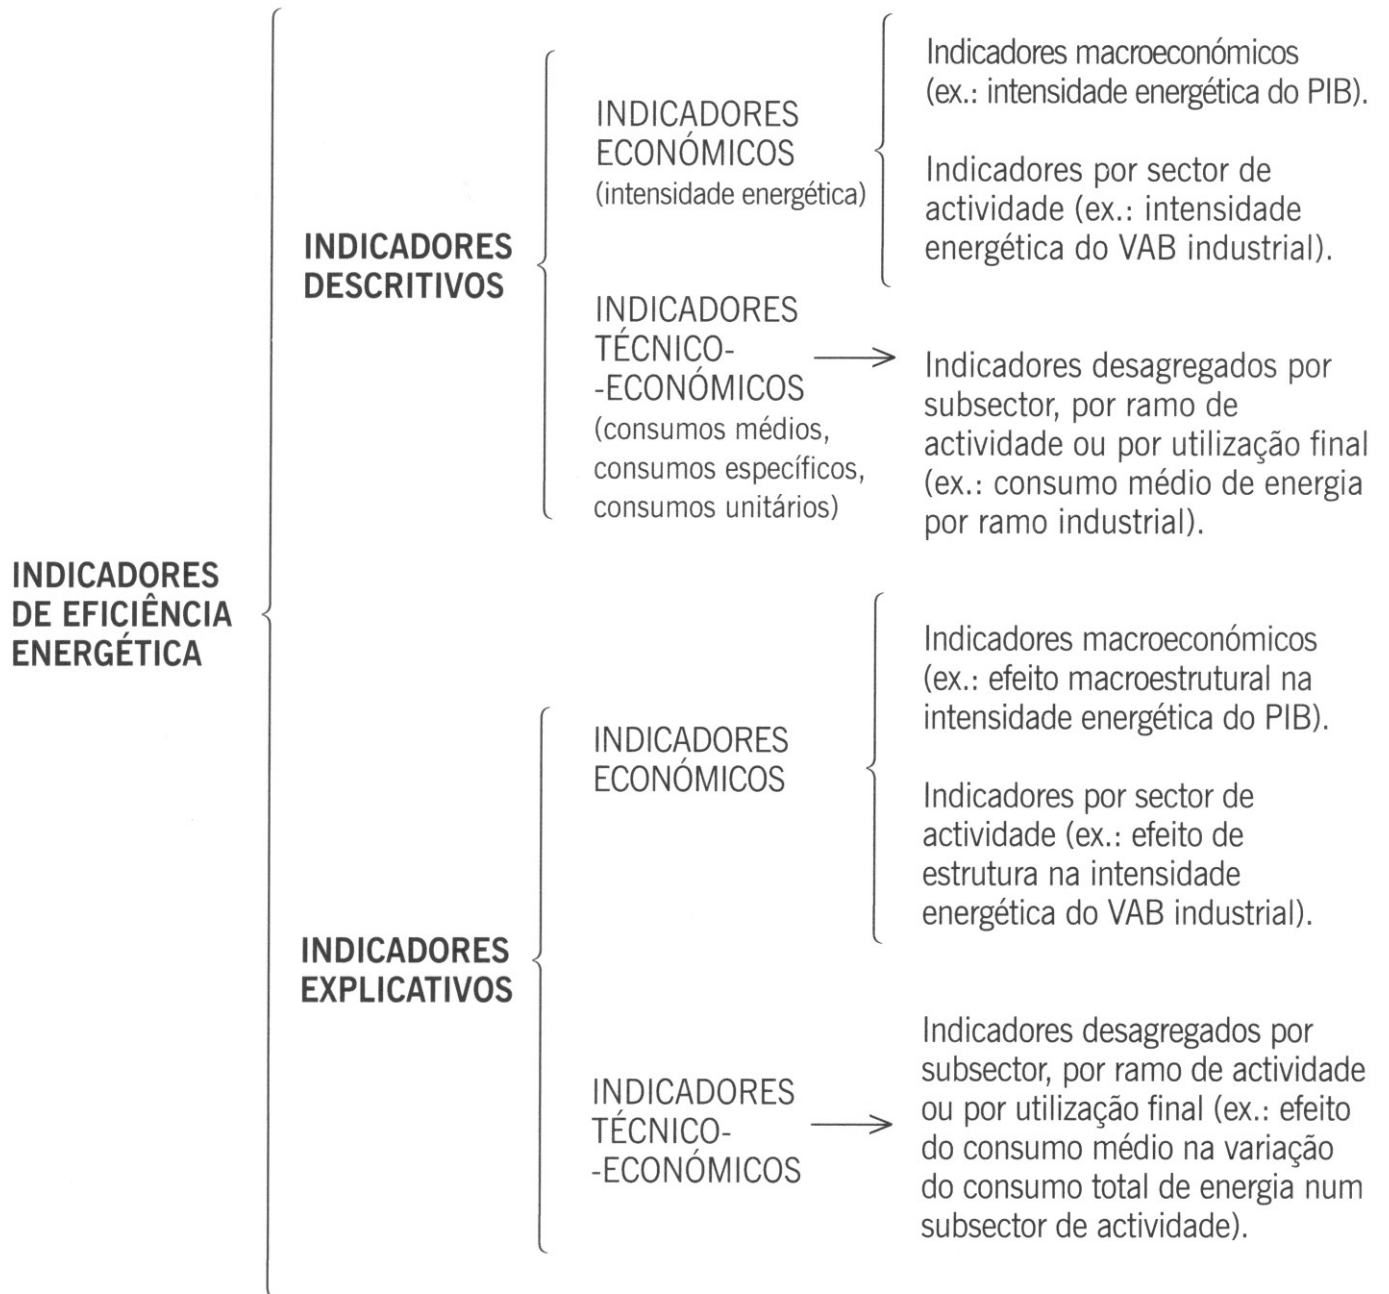 INDICADORES
DE EFICIÊNCIA
ENERGÉTICA
INDICADORES
DESCRITIVOS
INDICADORES
ECONÓMICOS
(intensidade energética)
Indicadores macroeconómicos
(ex.: intensidade energética do PIB).
Indicadores por sector de
actividade (ex.: intensidade
energética do VAB industrial).
INDICADORES
TÉCNICO-
-ECONÓMICOS
(consumos médios,
consumos específicos,
consumos unitários)
Indicadores desagregados por
subsector, por ramo de
actividade ou por utilização final
(ex.: consumo médio de energia
por ramo industrial).
INDICADORES
EXPLICATIVOS
INDICADORES
ECONÓMICOS
Indicadores macroeconómicos
(ex.: efeito macroestrutural na
intensidade energética do PIB).
Indicadores por sector de
actividade (ex.: efeito de
estrutura na intensidade
energética do VAB industrial).
INDICADORES
TÉCNICO-
-ECONÓMICOS
Indicadores desagregados por
subsector, por ramo de actividade
ou por utilização final (ex.: efeito
do consumo médio na variação
do consumo total de energia num
subsector de actividade).